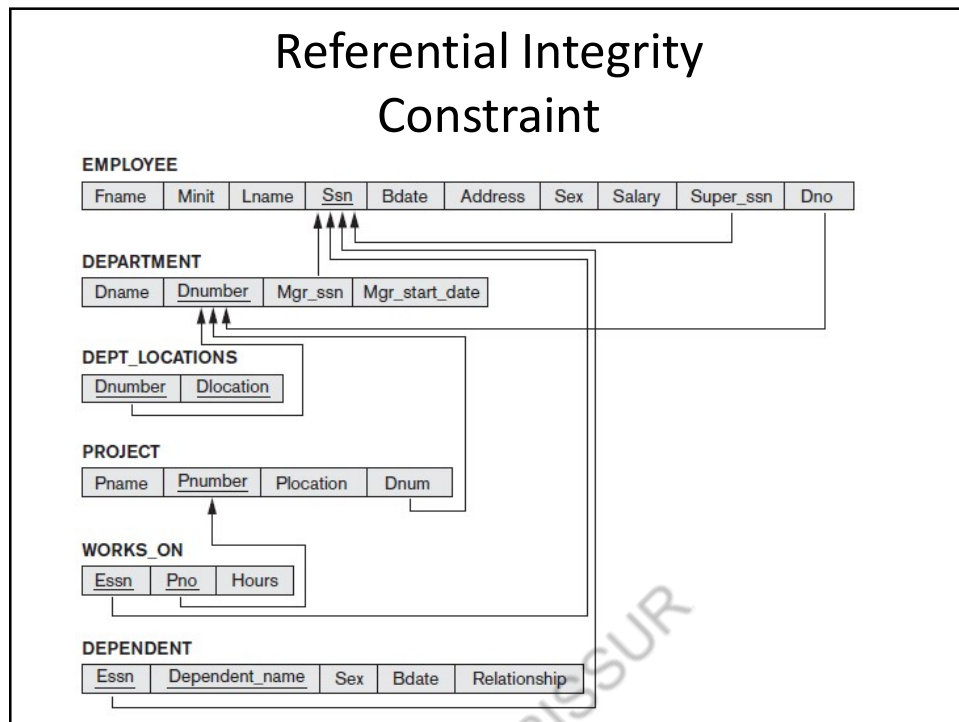 Referential Integrity
Constraint
EMPLOYEE
Fname Minit Lname Ssn Bdate Address Sex Salary Super_ssn Dno
DEPARTMENT
Dname Dnumber Mgr_ssn Mgr_start_date
DEPT_LOCATIONS
Dnumber Dlocation
PROJECT
Pname Pnumber Plocation Dnum
WORKS_ON
Essn Pno Hours
DEPENDENT
Essn Dependent_name Sex Bdate Relationship